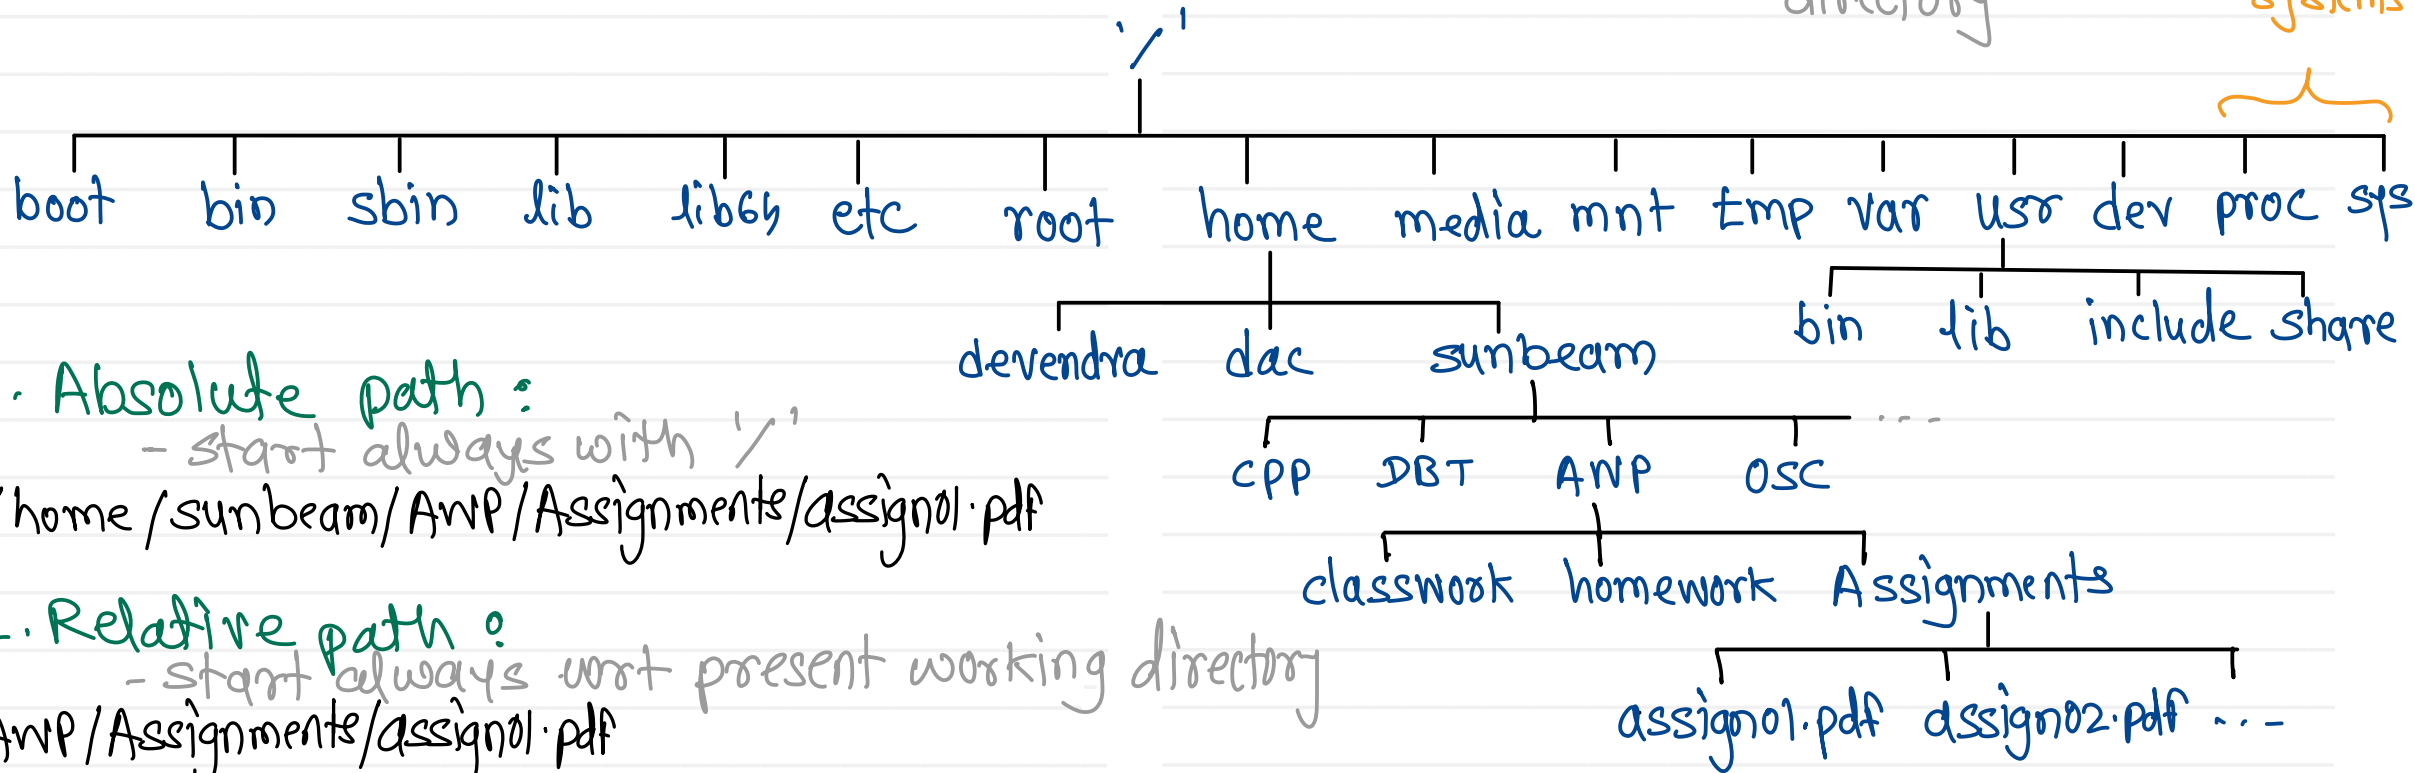 directory systems
'/'
boot bin sbin lib lib64 etc root home media mnt tmp var usr dev proc sys
bin lib include share
devendra dac sunbeam
. Absolute path :
- start always with '/'
CPP DBT AWP OSC ....
/home/sunbeam/AWP/Assignments/assign01.pdf
classwork homework Assignments
. Relative path :
- start always wrt present working directory
assign01.pdf assign02.pdf ...
AWP/Assignments/assign01.pdf